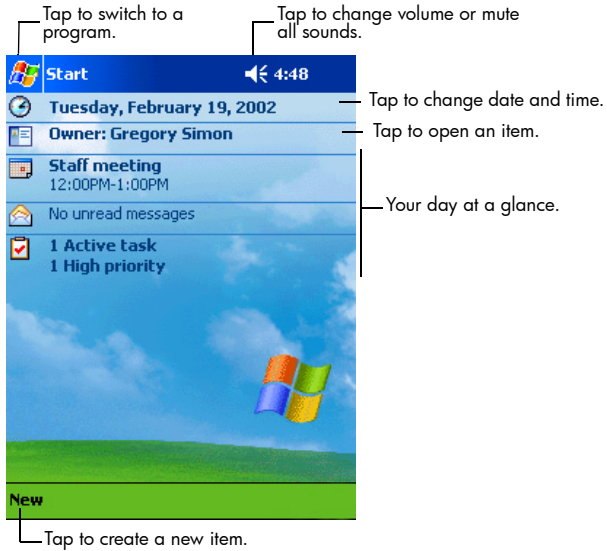 Tap to switch to a
program.
Tap to change volume or mute
all sounds.
Start
4:48
Tuesday, February 19, 2002
Tap to change date and time.
Owner: Gregory Simon
Tap to open an item.
Staff meeting
12:00PM-1:00PM
Your day at a glance.
No unread messages
1 Active task
1 High priority
New
Tap to create a new item.